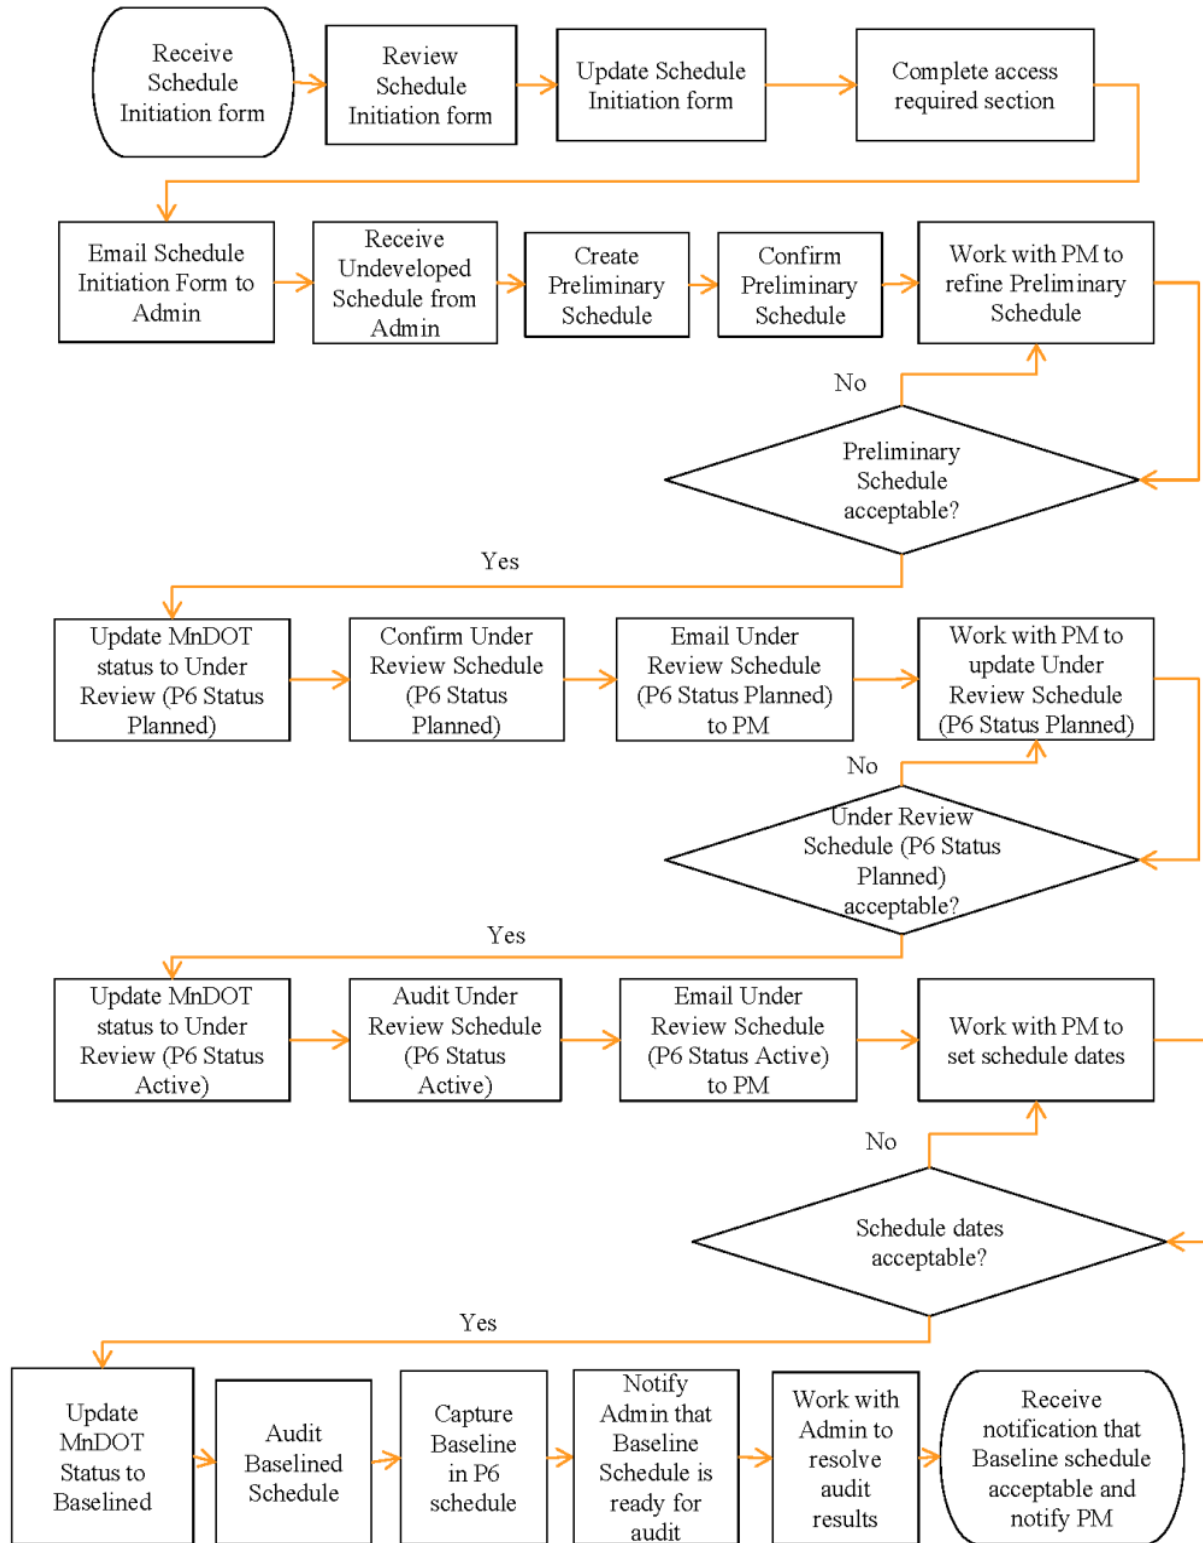 Receive
Schedule
Initiation form
Review
Schedule
Initiation form
Update Schedule
Initiation form
Complete access
required section
Email Schedule
Initiation Form to
Admin
Receive
Undeveloped
Schedule from
Admin
Create
Preliminary
Schedule
Confirm
Preliminary
Schedule
Work with PM to
refine Preliminary
Schedule
No
Preliminary
Schedule
acceptable?
Yes
Update MnDOT
status to Under
Review (P6 Status
Planned)
Confirm Under
Review Schedule
(P6 Status
Planned)
Email Under
Review Schedule
(P6 Status Planned)
to PM
Work with PM to
update Under
Review Schedule
(P6 Status Planned)
No
Under Review
Schedule (P6 Status
Planned)
acceptable?
Yes
Update MnDOT
status to Under
Review (P6 Status
Active)
Audit Under
Review Schedule
(P6 Status
Active)
Email Under
Review Schedule
(P6 Status Active)
to PM
Work with PM to
set schedule dates
No
Schedule dates
acceptable?
Yes
Update
MnDOT
Status to
Baselined
Audit
Baselined
Schedule
Capture
Baseline
in P6
schedule
Notify
Admin that
Baseline
Schedule is
ready for
audit
Work with
Admin to
resolve
audit
results
Receive
notification that
Baseline schedule
acceptable and
notify PM